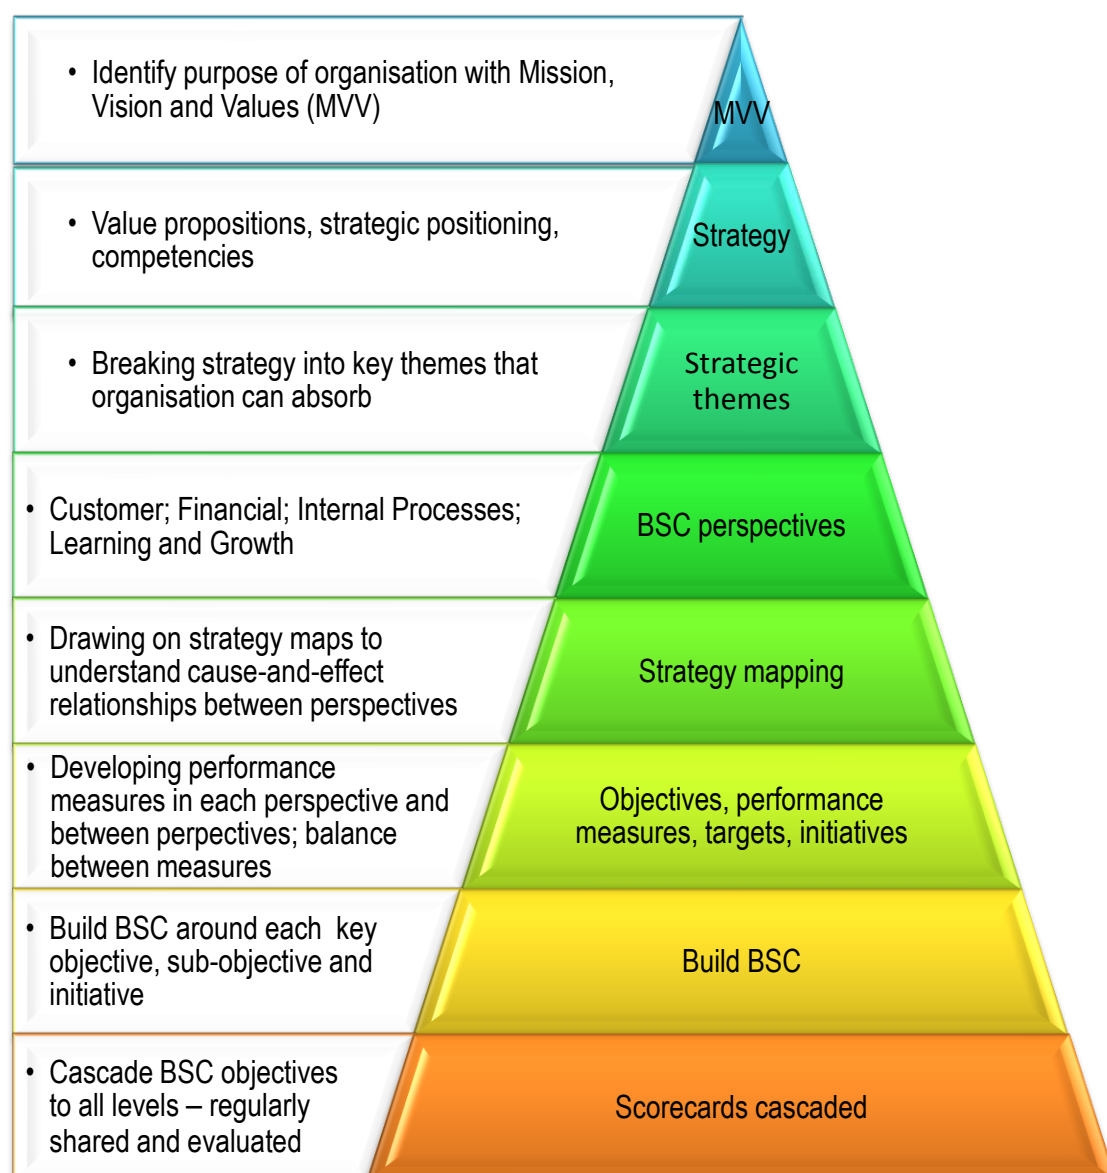 • Identify purpose of organisation with Mission,
Vision and Values (MVV)
MVV
• Value propositions, strategic positioning,
competencies
Strategy
• Breaking strategy into key themes that
organisation can absorb
Strategic
themes
• Customer; Financial; Internal Processes;
Learning and Growth
BSC perspectives
• Drawing on strategy maps to
understand cause-and-effect
relationships between perspectives
Strategy mapping
• Developing performance
measures in each perspective and
between perpectives; balance
between measures
Objectives, performance
measures, targets, initiatives
• Build BSC around each key
objective, sub-objective and
initiative
Build BSC
• Cascade BSC objectives
to all levels – regularly
shared and evaluated
Scorecards cascaded